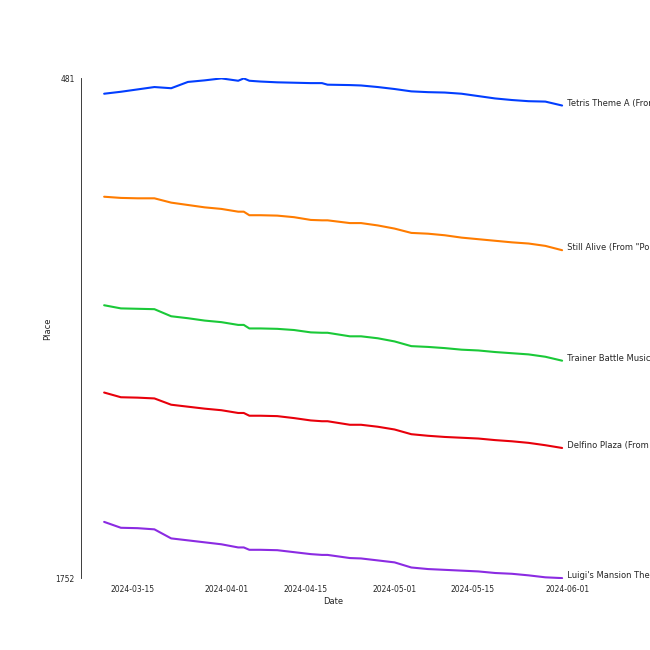 481
Tetris Theme A (Fro
Still Alive (From "Po
Place
Trainer Battle Music
Delfino Plaza (From
Luigi's Mansion The
1752
2024-03-15 2024-04-01 2024-04-15 2024-05-01 2024-05-15 2024-06-01
Date